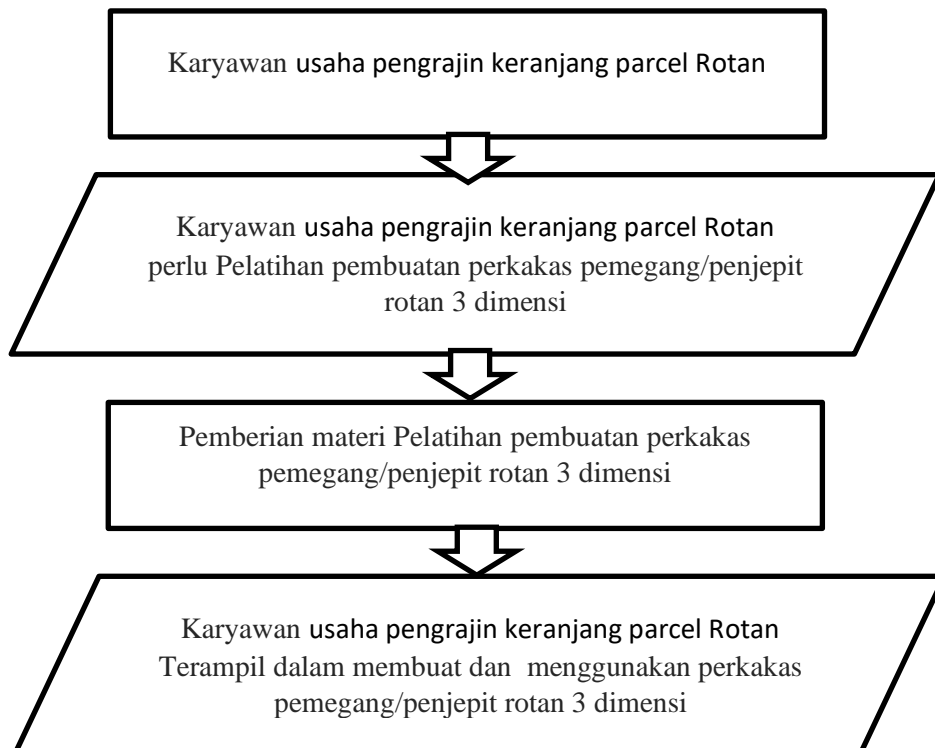 Karyawan usaha pengrajin keranjang parcel Rotan
Karyawan usaha pengrajin keranjang parcel Rotan
perlu Pelatihan pembuatan perkakas pemegang/penjepit
rotan 3 dimensi
Pemberian materi Pelatihan pembuatan perkakas
pemegang/penjepit rotan 3 dimensi
Karyawan usaha pengrajin keranjang parcel Rotan
Terampil dalam membuat dan menggunakan perkakas
pemegang/penjepit rotan 3 dimensi